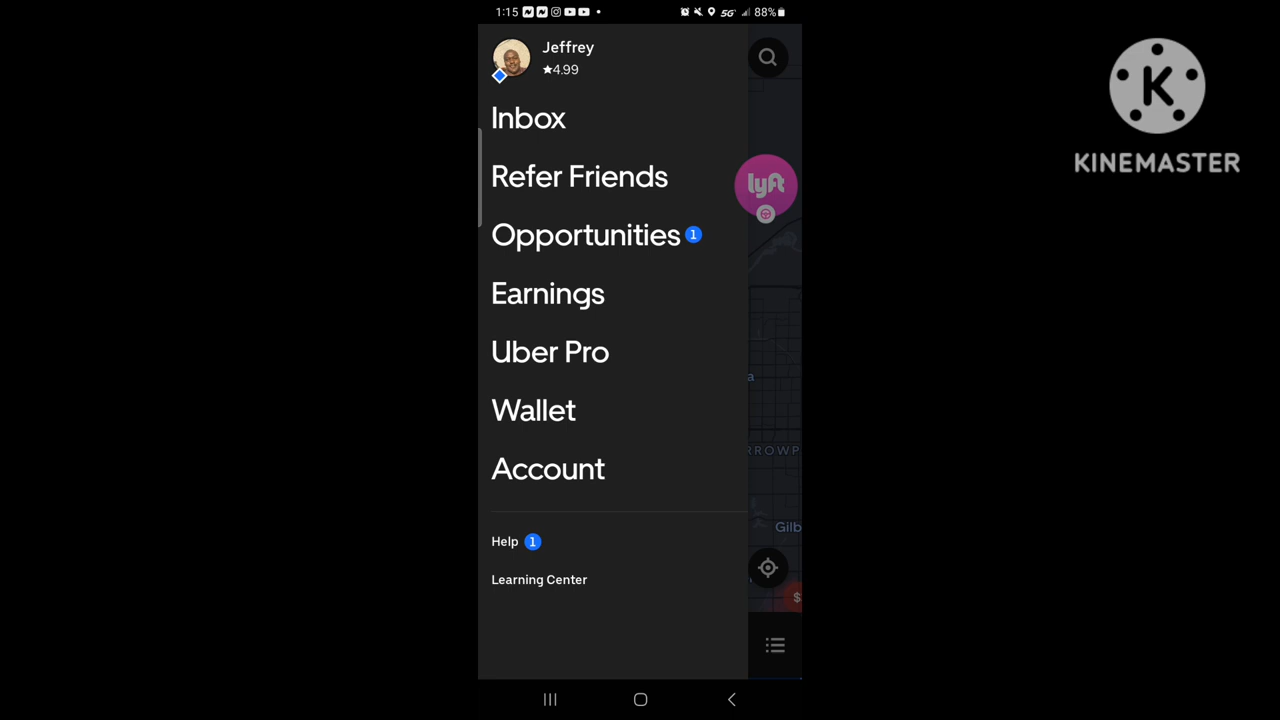 1:15
5G
88%
Jeffrey
★4.99
Inbox
Refer Friends
Opportunities 1
Earnings
Uber Pro
Wallet
Account
Help 1
Learning Center
lyft
a
RROWP
Gilb
$
K
KINEMASTER